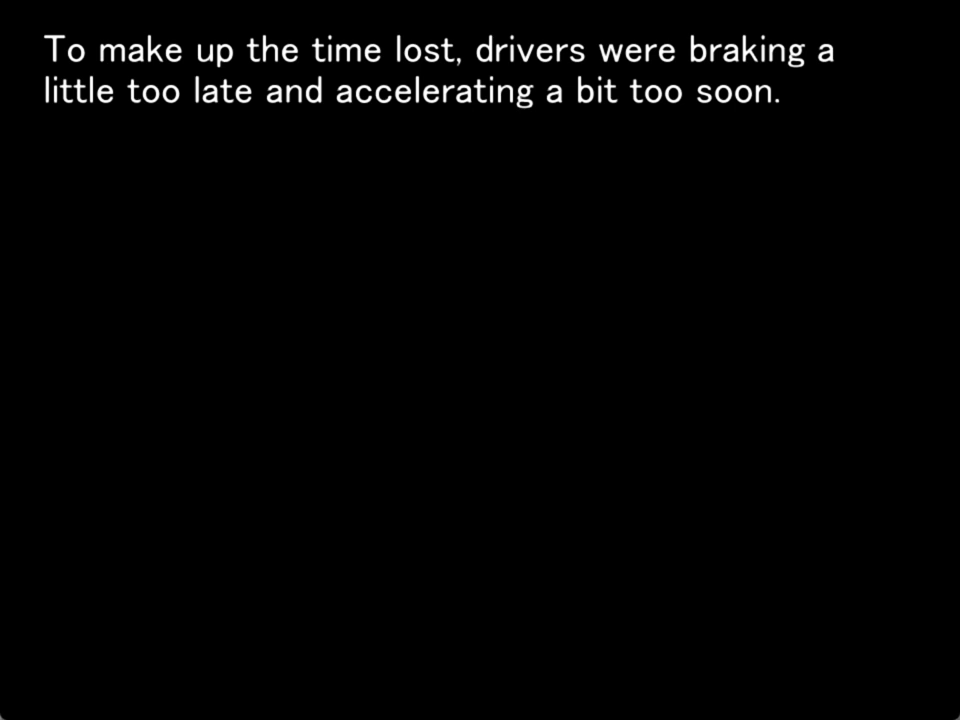 To make up the time lost, drivers were braking a
little too late and accelerating a bit too soon.